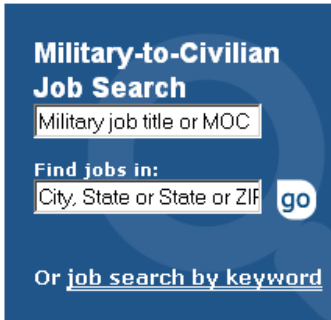 Military-to-Civilian
Job Search
Military job title or MOC
Find jobs in:
City, State or State or ZIF
go
Or job search by keyword